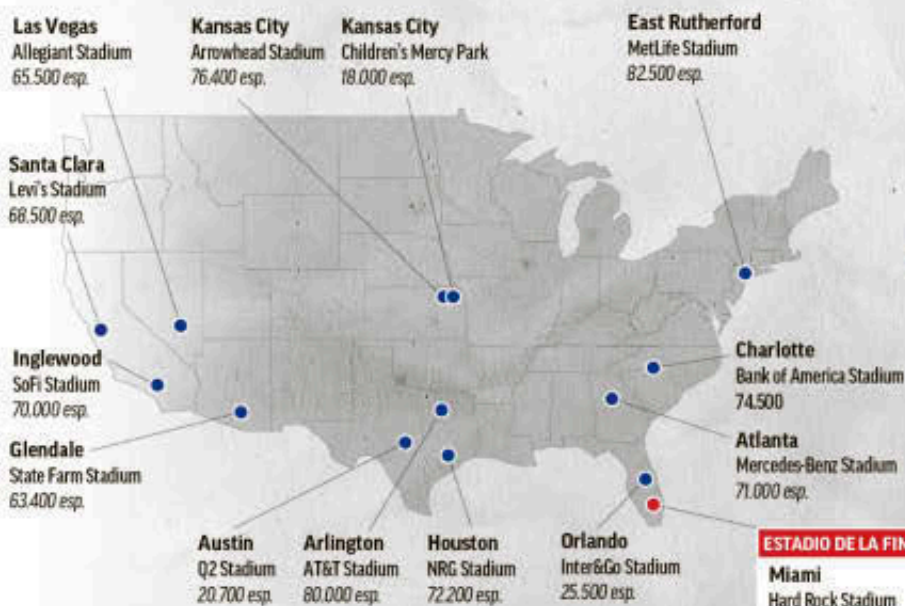 Las Vegas
Allegiant Stadium
65.500 esp.
Kansas City
Arrowhead Stadium
76.400 esp.
Kansas City
Children's Mercy Park
18.000 esp.
East Rutherford
MetLife Stadium
82.500 esp.
Santa Clara
Levi's Stadium
68.500 esp.
Inglewood
SoFi Stadium
70.000 esp.
Glendale
State Farm Stadium
63.400 esp.
Charlotte
Bank of America Stadium
74.500
Atlanta
Mercedes-Benz Stadium
71.000 esp.
Austin
Q2 Stadium
20.700 esp.
Arlington
AT&T Stadium
80.000 esp.
Houston
NRG Stadium
72.200 esp.
Orlando
Inter&Go Stadium
25.500 esp.
ESTADIO DE LA FIN
Miami
Hard Rock Stadium